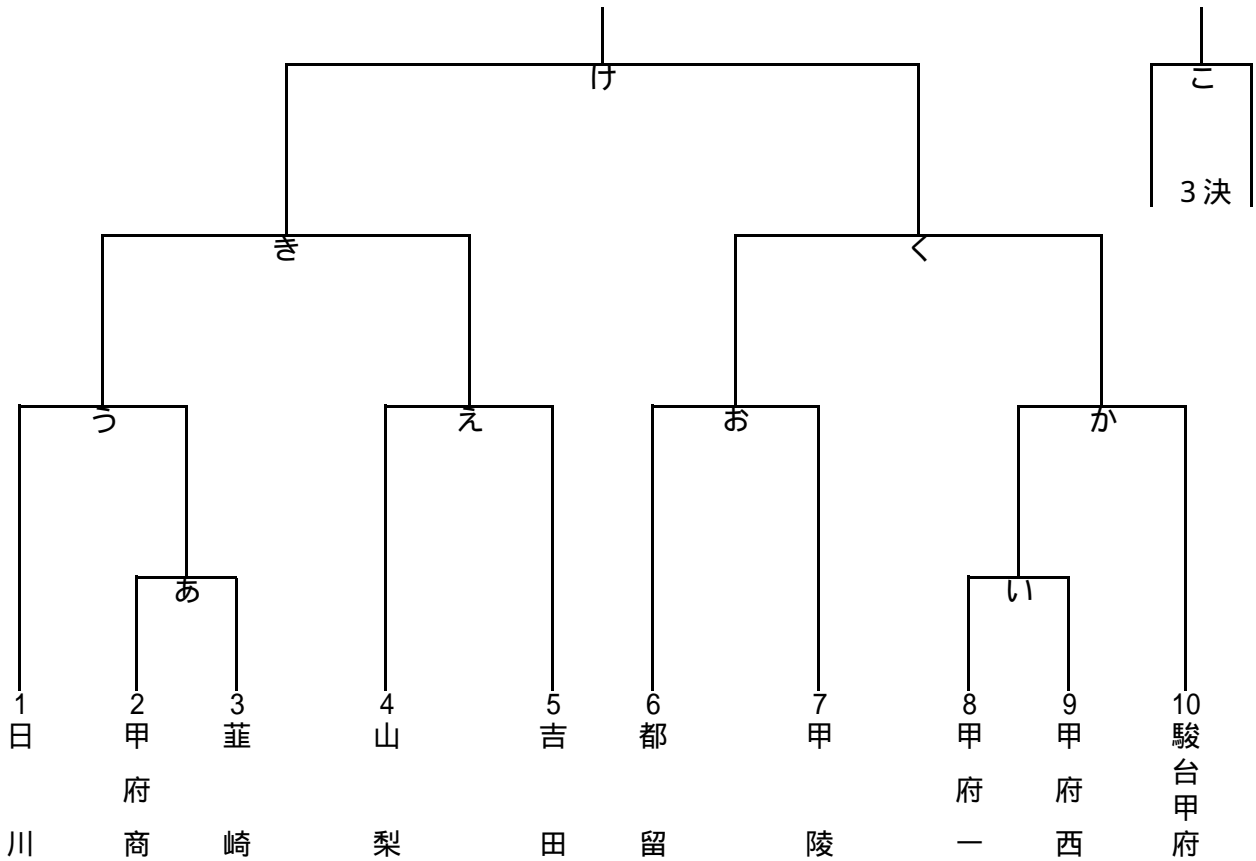 け
こ
3決
き
く
う
え
お
か
あ
い
1
2
3
4
5
6
7
8
9
10
日川
甲府商
韮崎
山梨
吉田
都留
甲陵
甲府一
甲府西
駿台甲府